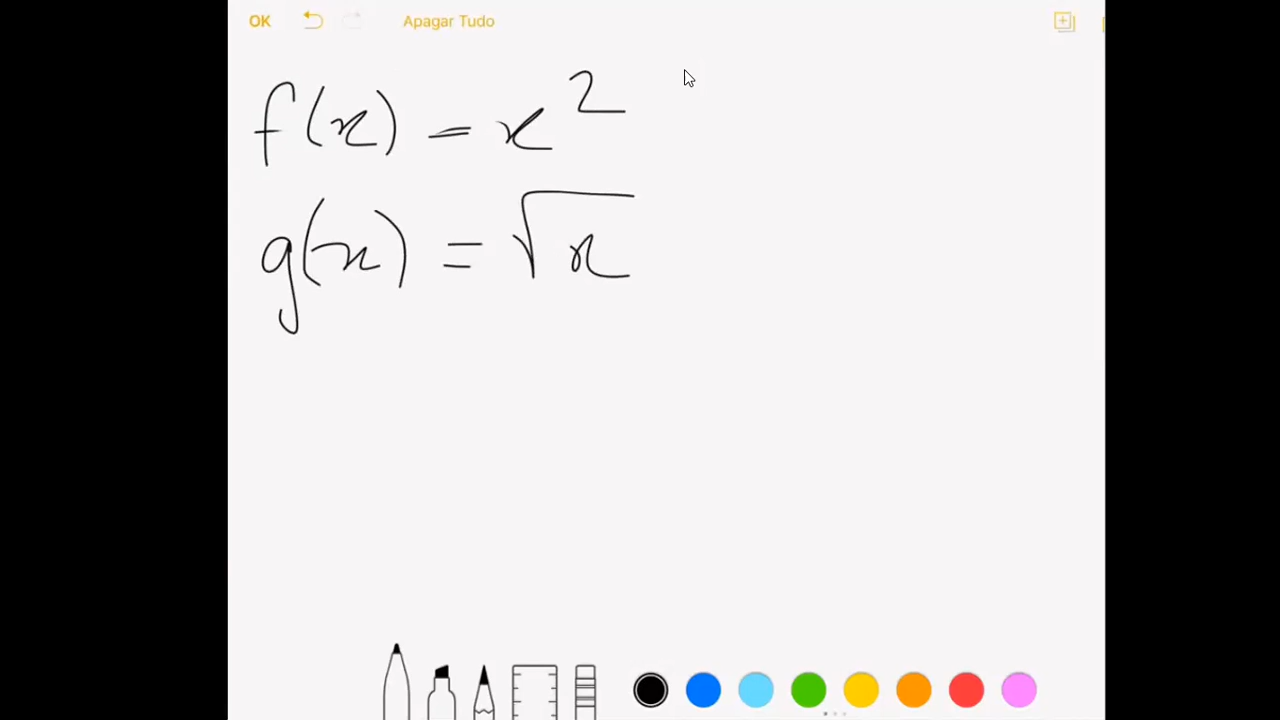 OK Apagar Tudo
f(x) = x²
g(x) = √x